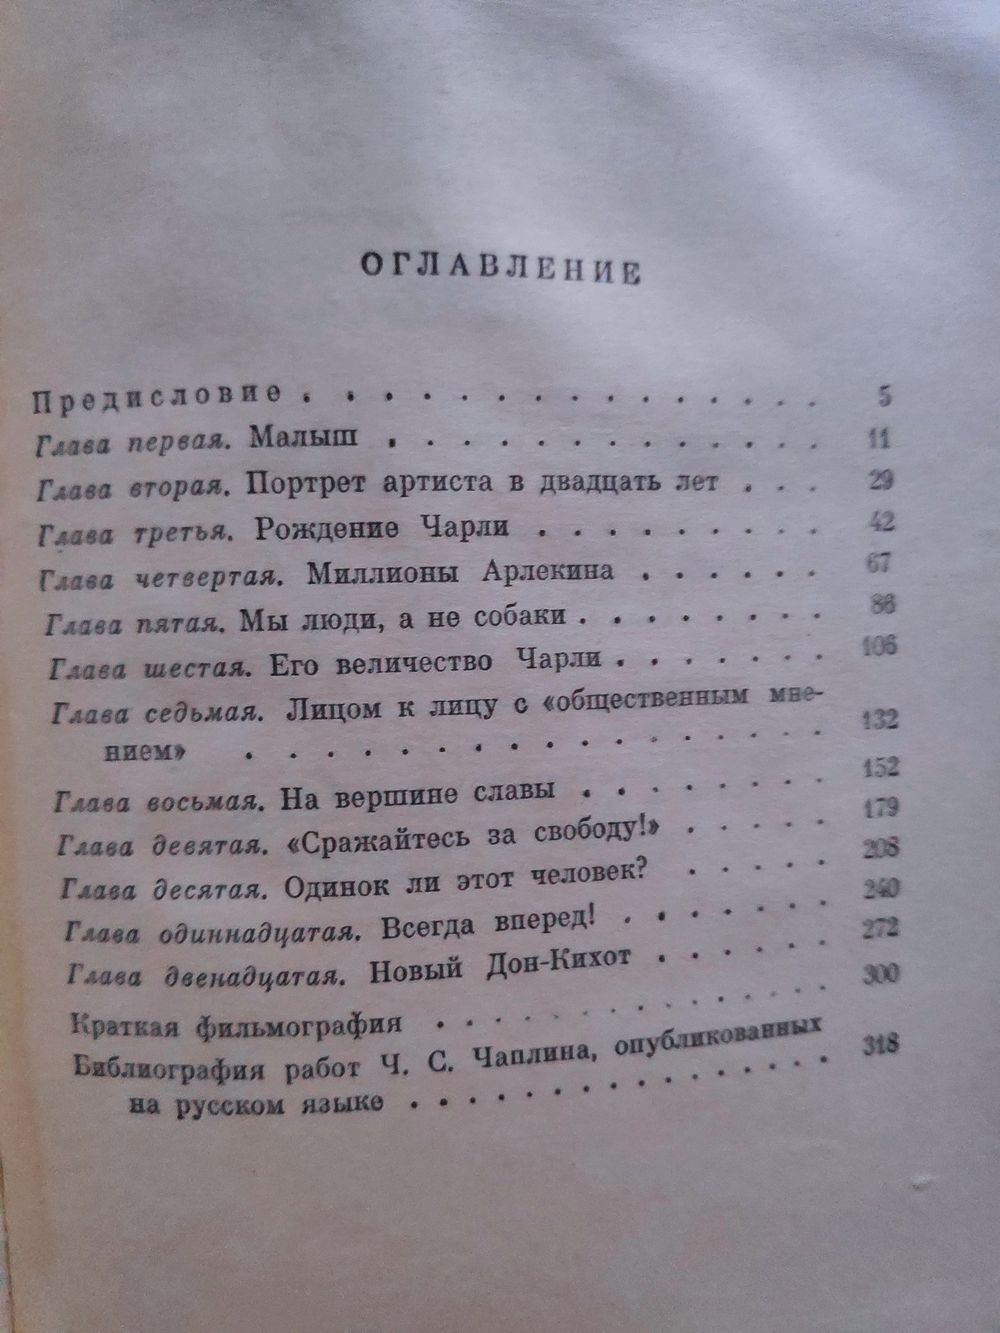 ОГЛАВЛЕНИЕ
Предисловие . . . . . . . . . . . . . . 5
Глава первая. Малыш . . . . . . . . . . . . 11
Глава вторая. Портрет артиста в двадцать лет . . . 29
Глава третья. Рождение Чарли . . . . . . . . . 42
Глава четвертая. Миллионы Арлекина . . . . . . 67
Глава пятая. Мы люди, а не собаки . . . . . . . . 86
Глава шестая. Его величество Чарли . . . . . . . 106
Глава седьмая. Лицом к лицу с «общественным мне-
нием» . . . . . . . . . . . . . . . . . . 132
Глава восьмая. На вершине славы . . . . . . . . 152
Глава девятая. «Сражайтесь за свободу!» . . . . . 179
Глава десятая. Одинок ли этот человек? . . . . . 208
Глава одиннадцатая. Всегда вперед! . . . . . . . 240
Глава двенадцатая. Новый Дон-Кихот . . . . . . 272
Краткая фильмография . . . . . . . . . . . . . 300
Библиография работ Ч. С. Чаплина, опубликованных
на русском языке . . . . . . . . . . . . . . . 318